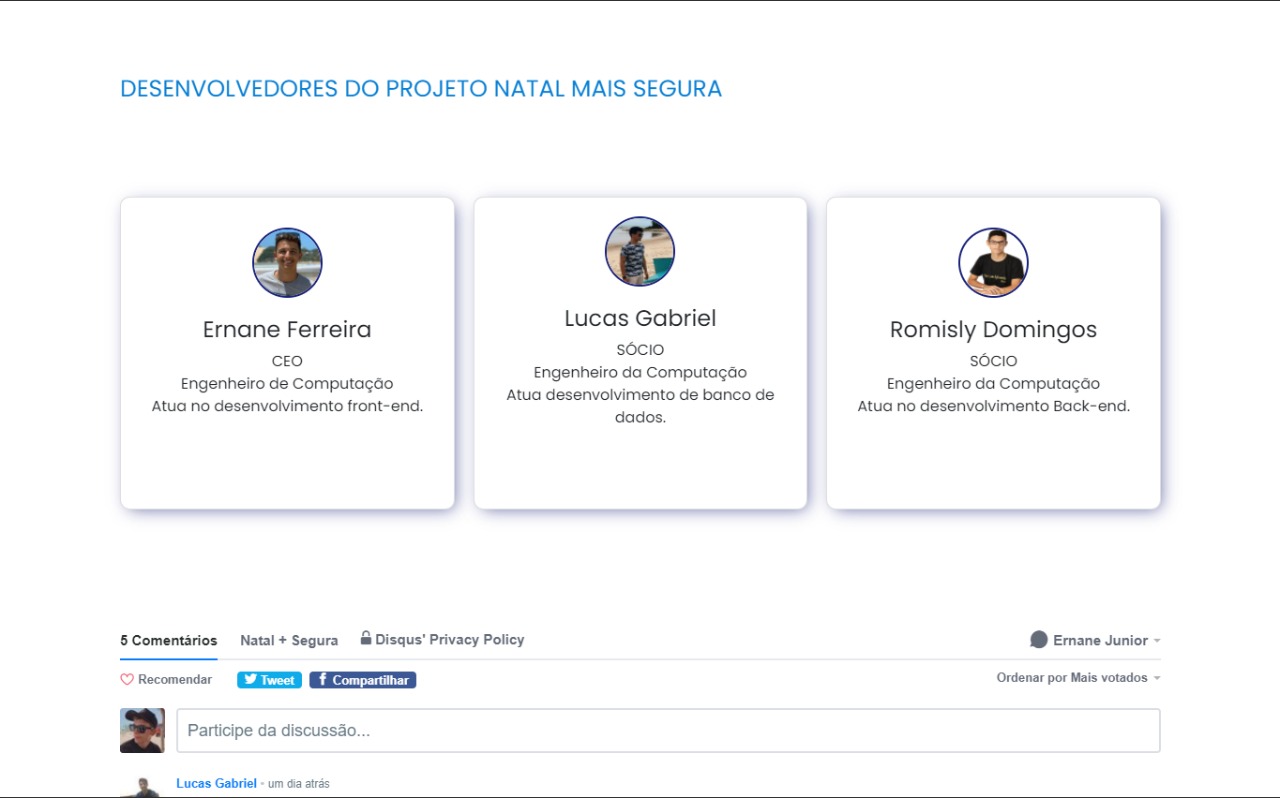 DESENVOLVEDORES DO PROJETO NATAL MAIS SEGURA
Ernane Ferreira
CEO
Engenheiro de Computação
Atua no desenvolvimento front-end.
Lucas Gabriel
SÓCIO
Engenheiro da Computação
Atua desenvolvimento de banco de
dados.
Romisly Domingos
SÓCIO
Engenheiro da Computação
Atua no desenvolvimento Back-end.
5 Comentários Natal + Segura Disqus' Privacy Policy Ernane Junior
Recomendar Tweet Compartilhar Ordenar por Mais votados
Participe da discussão...
Lucas Gabriel • um dia atrás